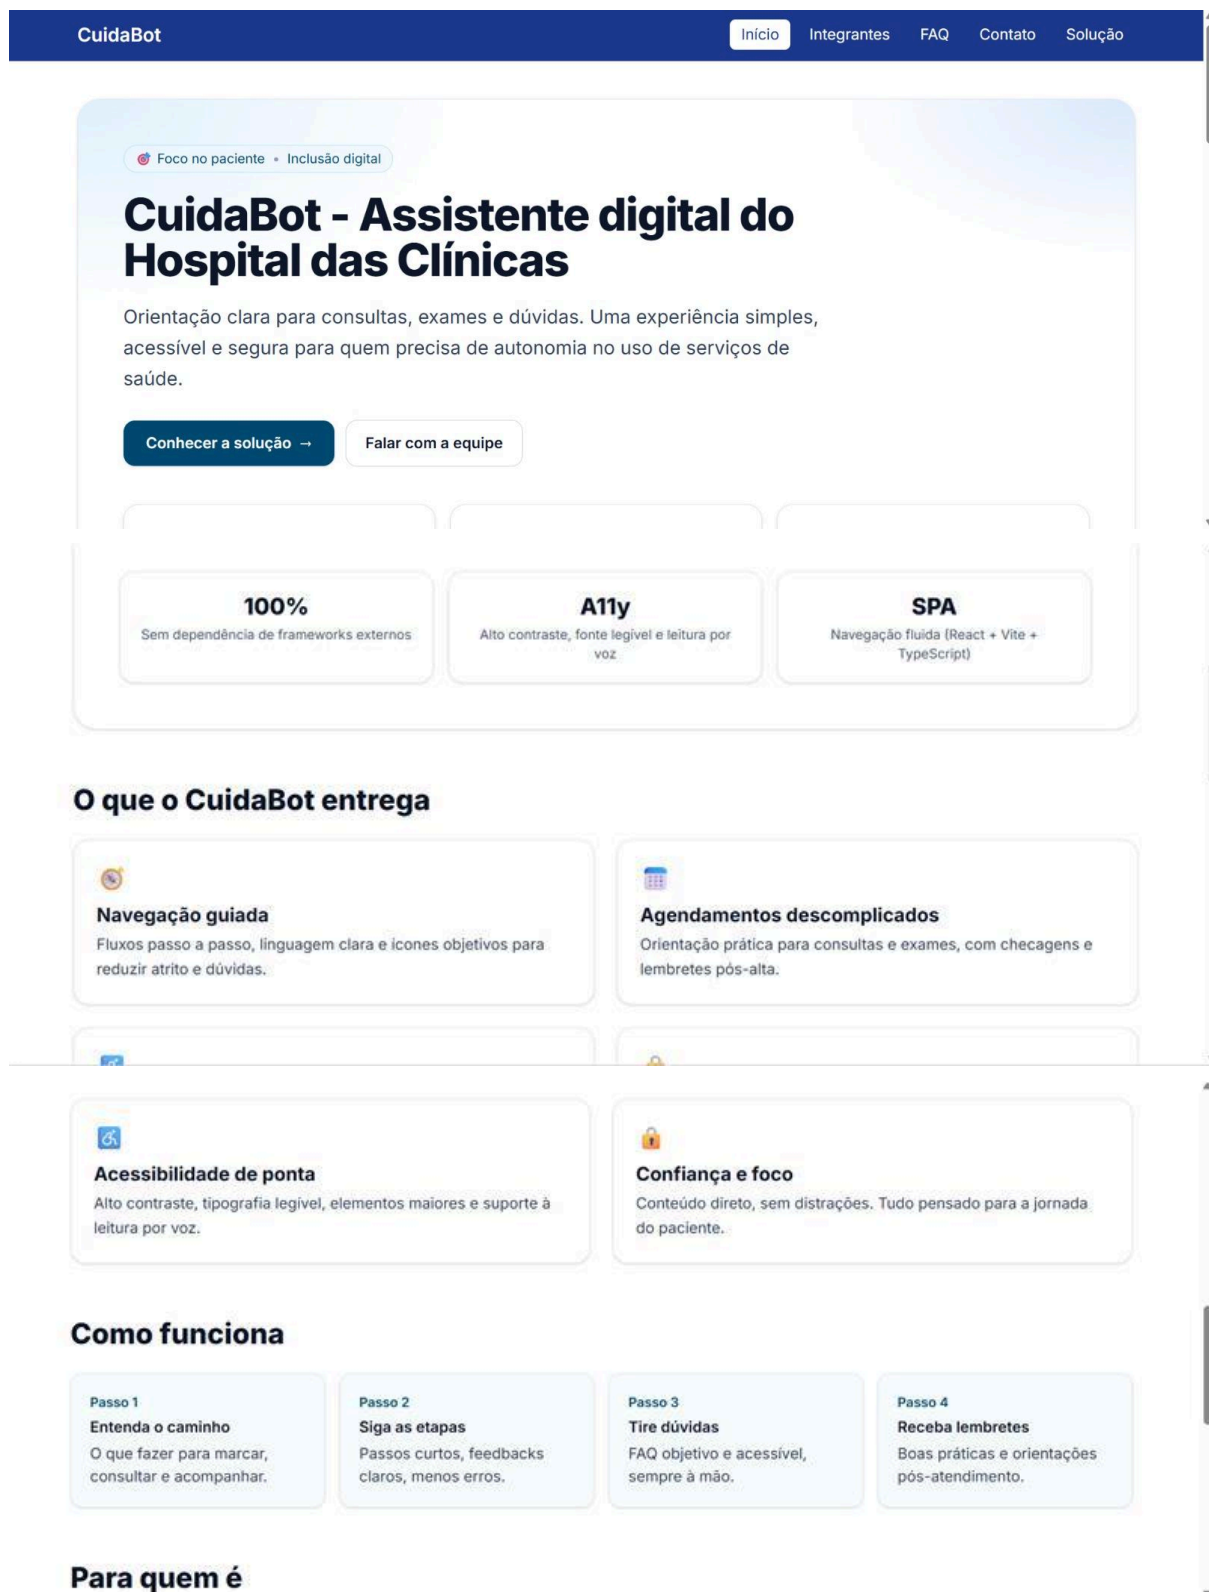 CuidaBot
Início Integrantes FAQ Contato Solução
Foco no paciente • Inclusão digital
CuidaBot - Assistente digital do
Hospital das Clínicas
Orientação clara para consultas, exames e dúvidas. Uma experiência simples,
acessível e segura para quem precisa de autonomia no uso de serviços de
saúde.
Conhecer a solução →
Falar com a equipe
100%
Sem dependência de frameworks externos
A11y
Alto contraste, fonte legível e leitura por
voz
SPA
Navegação fluida (React + Vite +
TypeScript)
O que o CuidaBot entrega
Navegação guiada
Fluxos passo a passo, linguagem clara e ícones objetivos para
reduzir atrito e dúvidas.
Agendamentos descomplicados
Orientação prática para consultas e exames, com checagens e
lembretes pós-alta.
Acessibilidade de ponta
Alto contraste, tipografia legível, elementos maiores e suporte à
leitura por voz.
Confiança e foco
Conteúdo direto, sem distrações. Tudo pensado para a jornada
do paciente.
Como funciona
Passo 1
Entenda o caminho
O que fazer para marcar,
consultar e acompanhar.
Passo 2
Siga as etapas
Passos curtos, feedbacks
claros, menos erros.
Passo 3
Tire dúvidas
FAQ objetivo e acessível,
sempre à mão.
Passo 4
Receba lembretes
Boas práticas e orientações
pós-atendimento.
Para quem é